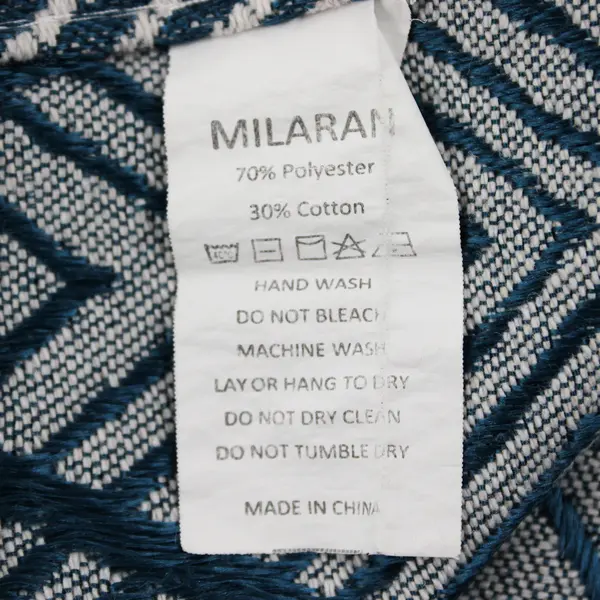 MILARAN
70% Polyester
30% Cotton
40°C
HAND WASH
DO NOT BLEACH
MACHINE WASH
LAY OR HANG TO DRY
DO NOT DRY CLEAN
DO NOT TUMBLE DRY
MADE IN CHINA